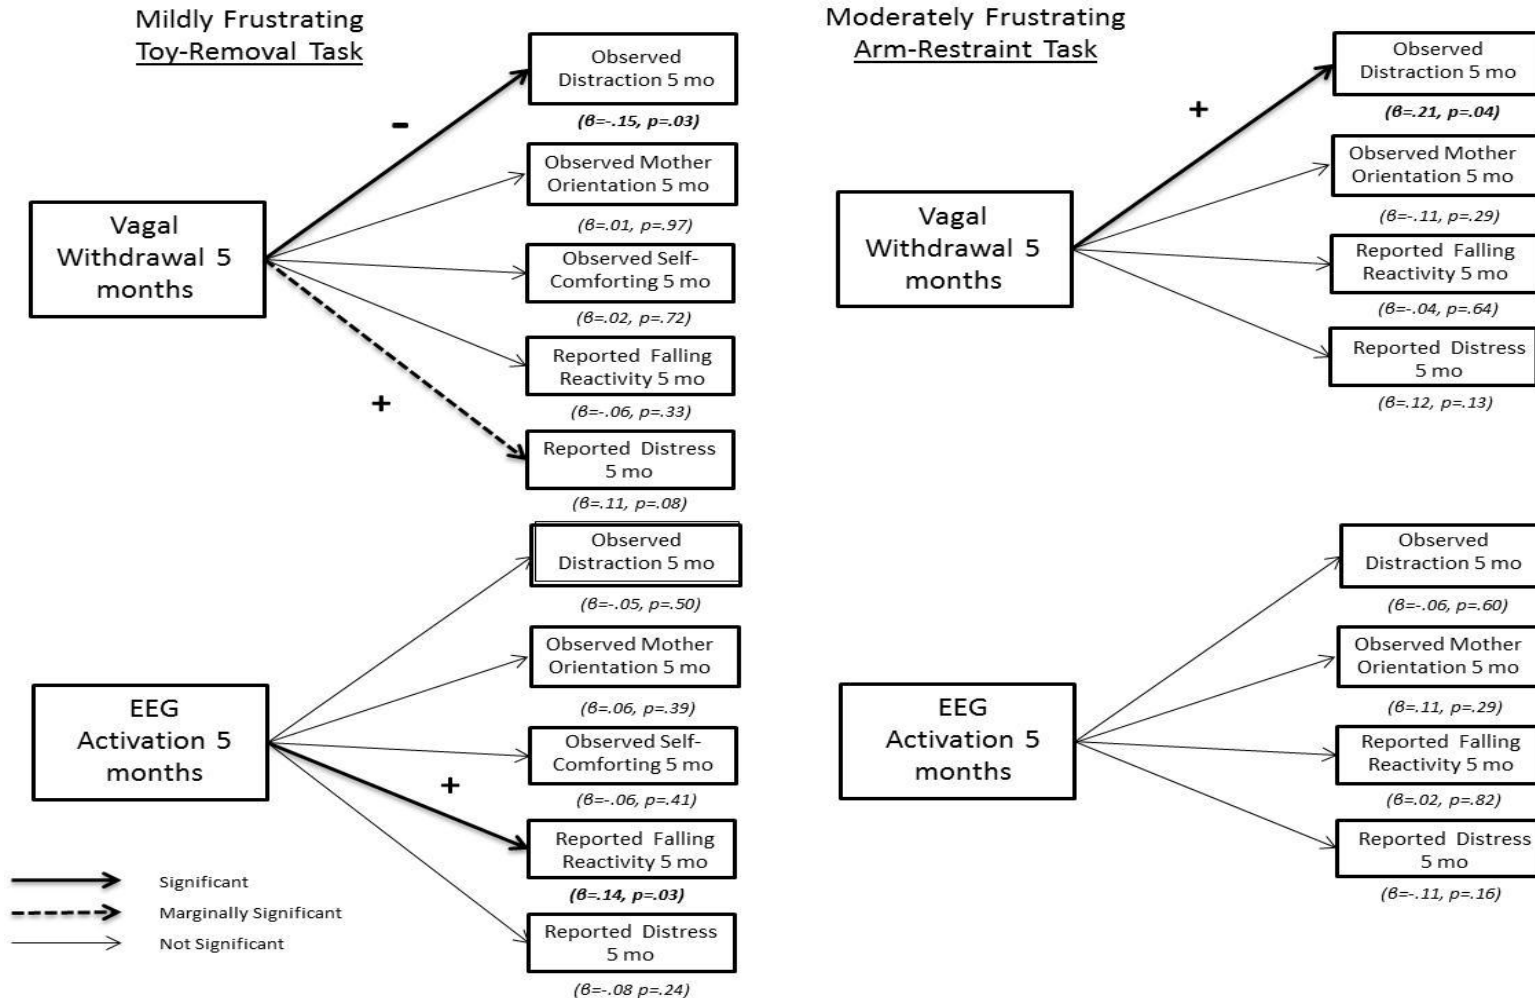 Mildly Frustrating
Toy-Removal Task
Observed
Distraction 5 mo
(β=-.15, p=.03)
-
Observed Mother
Orientation 5 mo
(β=.01, p=.97)
Vagal
Withdrawal 5
months
Observed Self-
Comforting 5 mo
(β=.02, p=.72)
Reported Falling
Reactivity 5 mo
(β=-.06, p=.33)
+
Reported Distress
5 mo
(β=.11, p=.08)
Observed
Distraction 5 mo
(β=-.05, p=.50)
Observed Mother
Orientation 5 mo
(β=.06, p=.39)
EEG
Activation 5
months
Observed Self-
Comforting 5 mo
(β=-.06, p=.41)
+
Reported Falling
Reactivity 5 mo
(β=.14, p=.03)
Reported Distress
5 mo
(β=-.08 p=.24)
Significant
Marginally Significant
Not Significant
Moderately Frustrating
Arm-Restraint Task
Observed
Distraction 5 mo
(β=.21, p=.04)
+
Observed Mother
Orientation 5 mo
(β=-.11, p=.29)
Vagal
Withdrawal 5
months
Reported Falling
Reactivity 5 mo
(β=-.04, p=.64)
Reported Distress
5 mo
(β=.12, p=.13)
Observed
Distraction 5 mo
(β=-.06, p=.60)
Observed Mother
Orientation 5 mo
(β=.11, p=.29)
EEG
Activation 5
months
Reported Falling
Reactivity 5 mo
(β=.02, p=.82)
Reported Distress
5 mo
(β=-.11, p=.16)